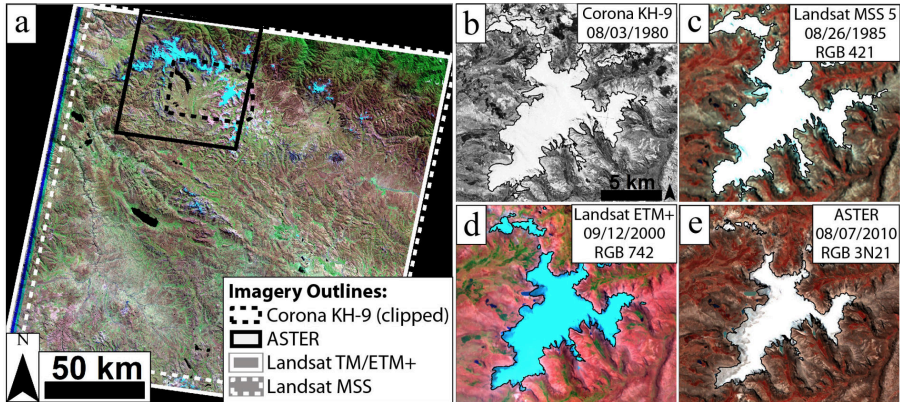 a
Imagery Outlines:
Corona KH-9 (clipped)
ASTER
Landsat TM/ETM+
Landsat MSS
N
50 km
b
Corona KH-9
08/03/1980
5 km
c
Landsat MSS 5
08/26/1985
RGB 421
d
Landsat ETM+
09/12/2000
RGB 742
e
ASTER
08/07/2010
RGB 3N21